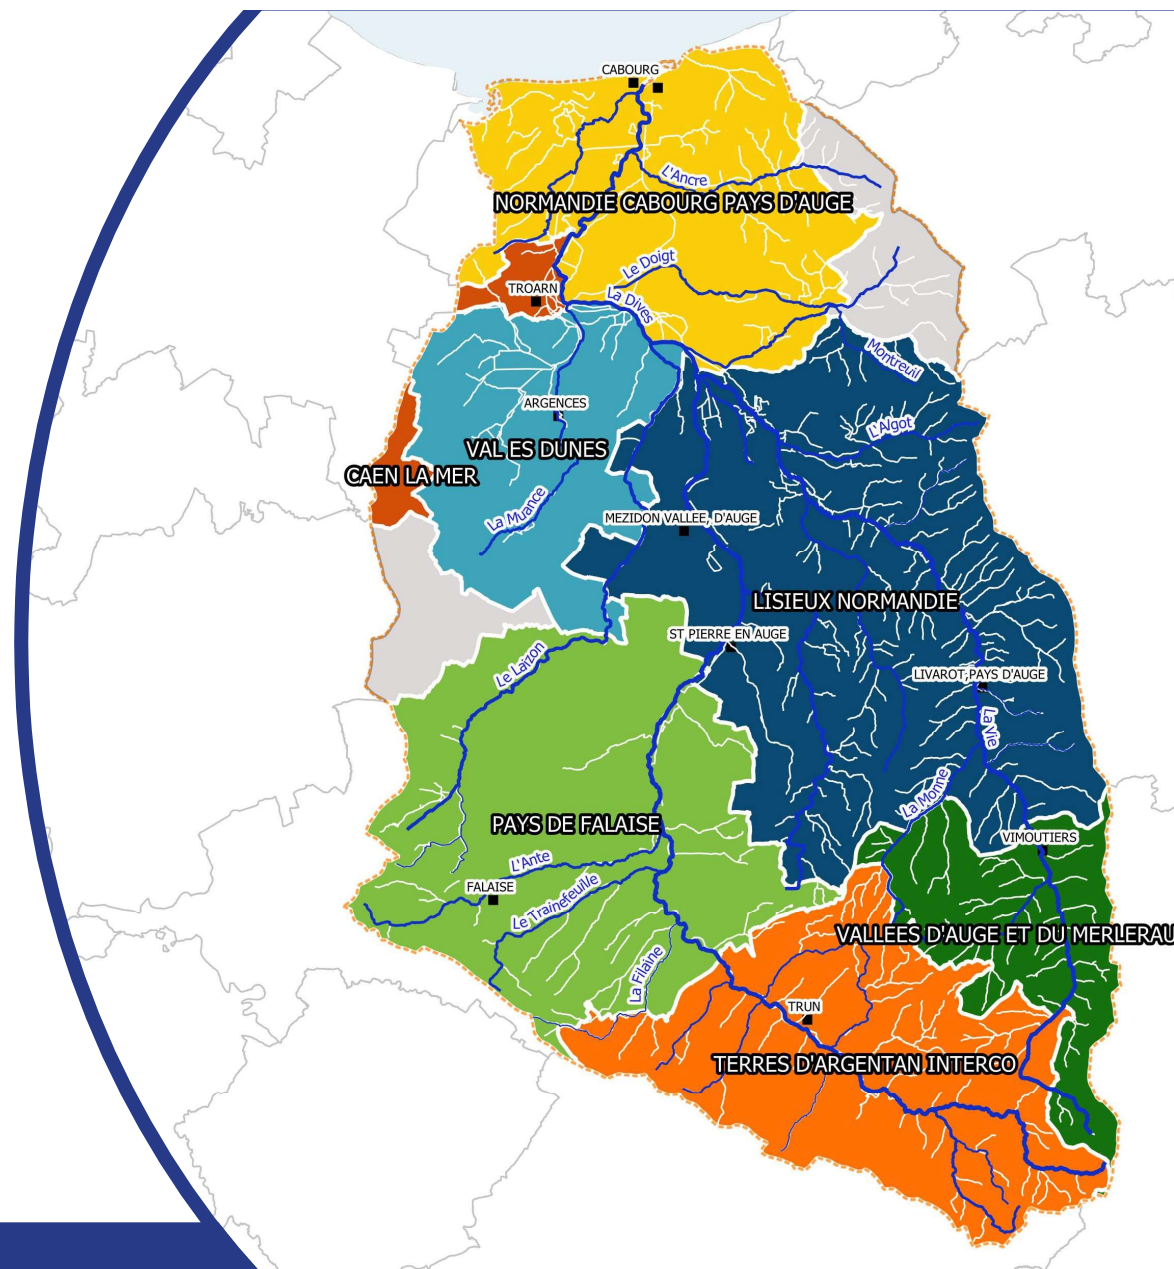 CABOURG
L'Ancre
NORMANDIE CABOURG PAYS D'AUGE
Le Doigt
TROARN
La Dives
Montreuil
ARGENCES
L'Algot
VAL ES DUNES
CAEN LA MER
La Muance
MEZIDON VALLEE, D'AUGE
LISIEUX NORMANDIE
ST PIERRE EN AUGE
Le Laizon
LIVAROT,PAYS D'AUGE
La Vie
La Monne
PAYS DE FALAISE
VIMOUTIERS
L'Ante
FALAISE
Le Trainefeuille
VALLEES D'AUGE ET DU MERLERAU
La Filaine
TRUN
TERRES D'ARGENTAN INTERCO